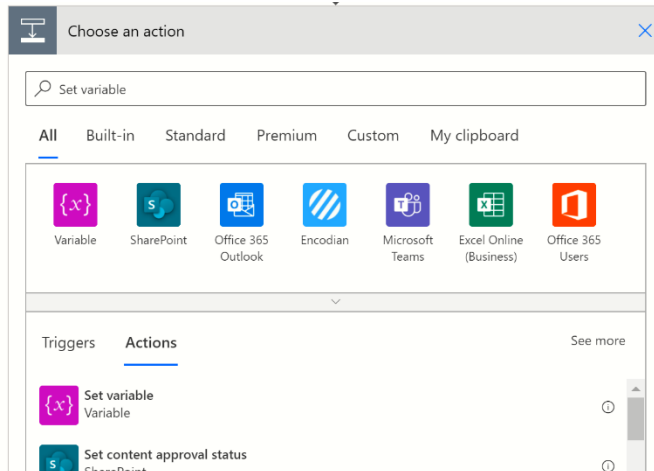 Choose an action
Set variable
All Built-in Standard Premium Custom My clipboard
Variable SharePoint Office 365 Outlook Encodian Microsoft Teams Excel Online (Business) Office 365 Users
Triggers Actions See more
Set variable
Variable
Set content approval status
SharePoint